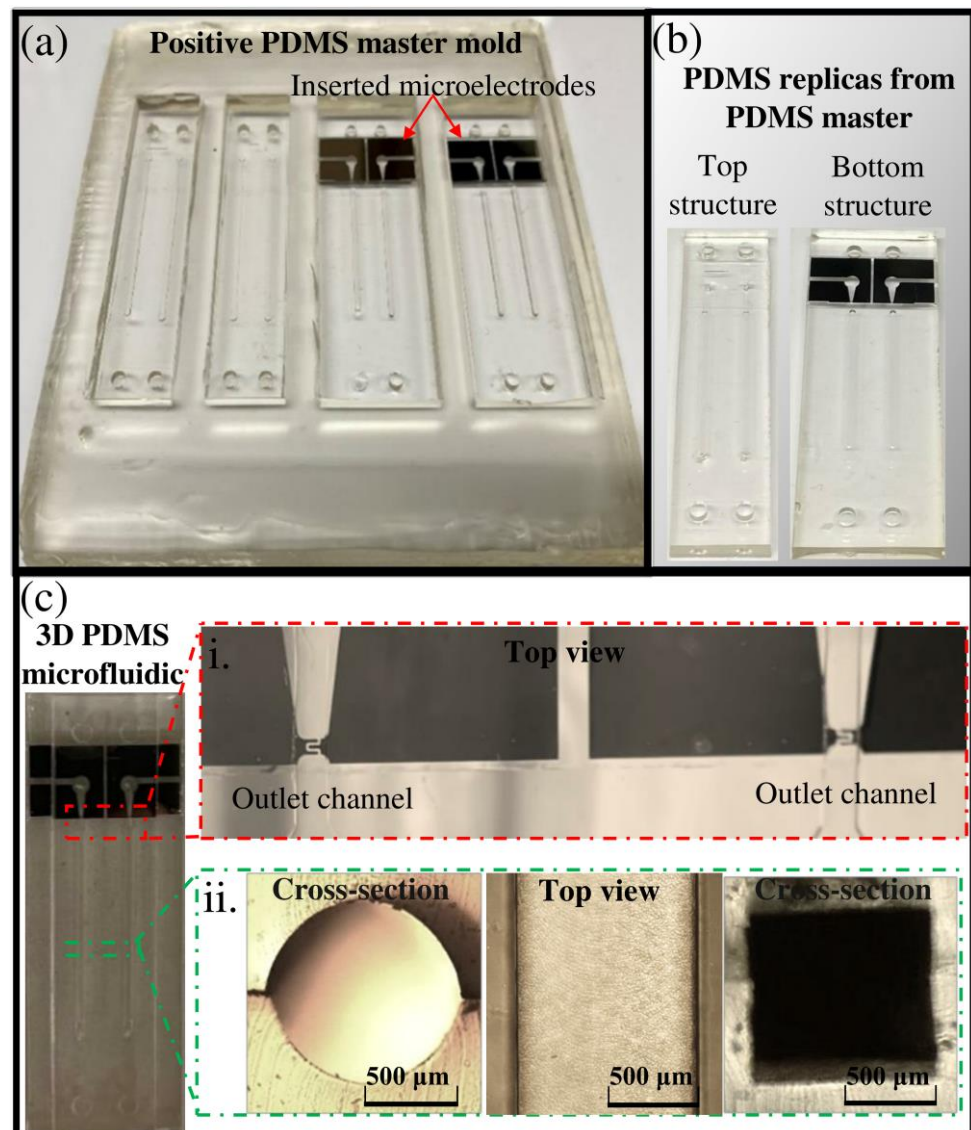 (a)
Positive PDMS master mold
Inserted microelectrodes
(b)
PDMS replicas from
PDMS master
Top
structure
Bottom
structure
(c)
3D PDMS
microfluidic
i.
Top view
Outlet channel
Outlet channel
ii.
Cross-section
Top view
Cross-section
500 µm
500 µm
500 µm